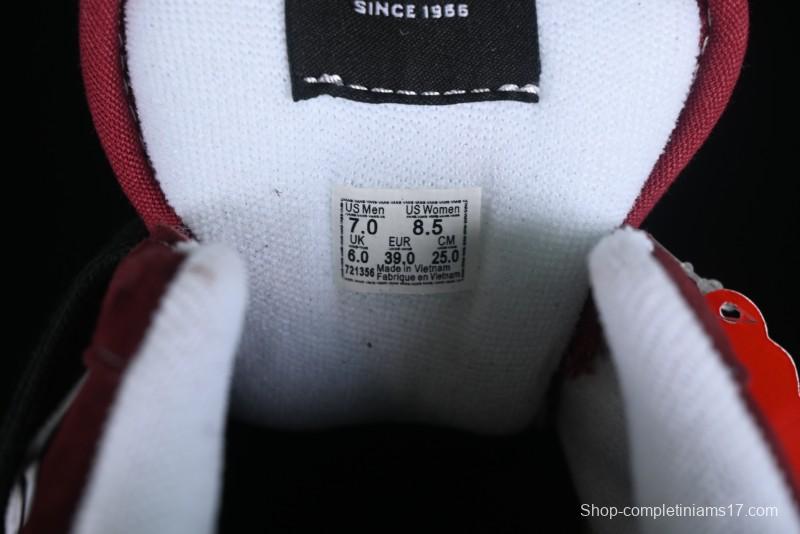 SINCE 1966
US Men US Women
7.0 8.5
UK EUR CM
6.0 39.0 25.0
721356 Made in Vietnam
Fabrique en Vietnam
Shop-completiniams17.com